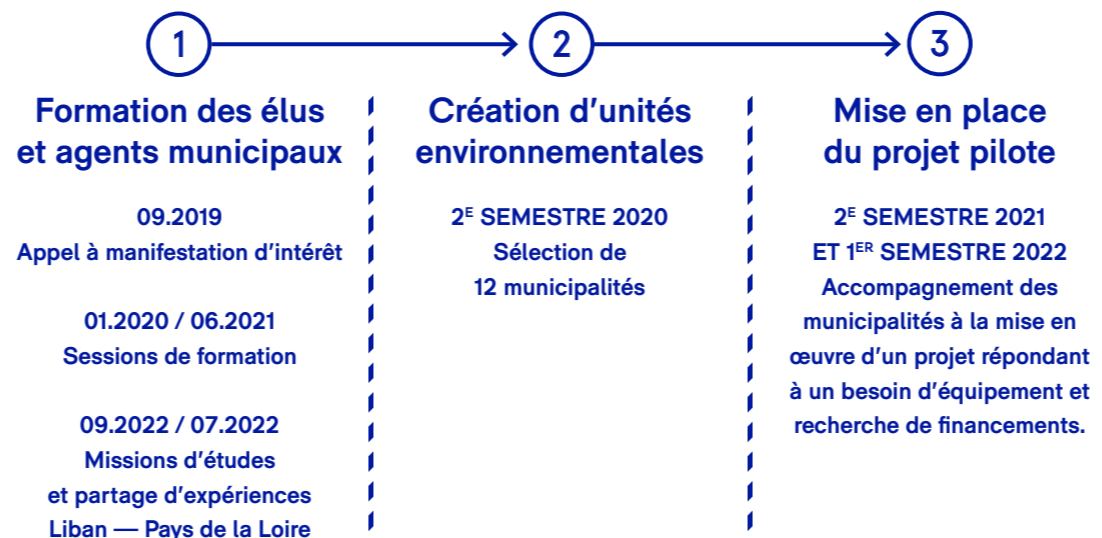 1
2
3
Formation des élus
et agents municipaux
09.2019
Appel à manifestation d'intérêt
01.2020 / 06.2021
Sessions de formation
09.2022 / 07.2022
Missions d'études
et partage d'expériences
Liban — Pays de la Loire
Création d'unités
environnementales
2E SEMESTRE 2020
Sélection de
12 municipalités
Mise en place
du projet pilote
2E SEMESTRE 2021
ET 1ER SEMESTRE 2022
Accompagnement des
municipalités à la mise en
œuvre d'un projet répondant
à un besoin d'équipement et
recherche de financements.